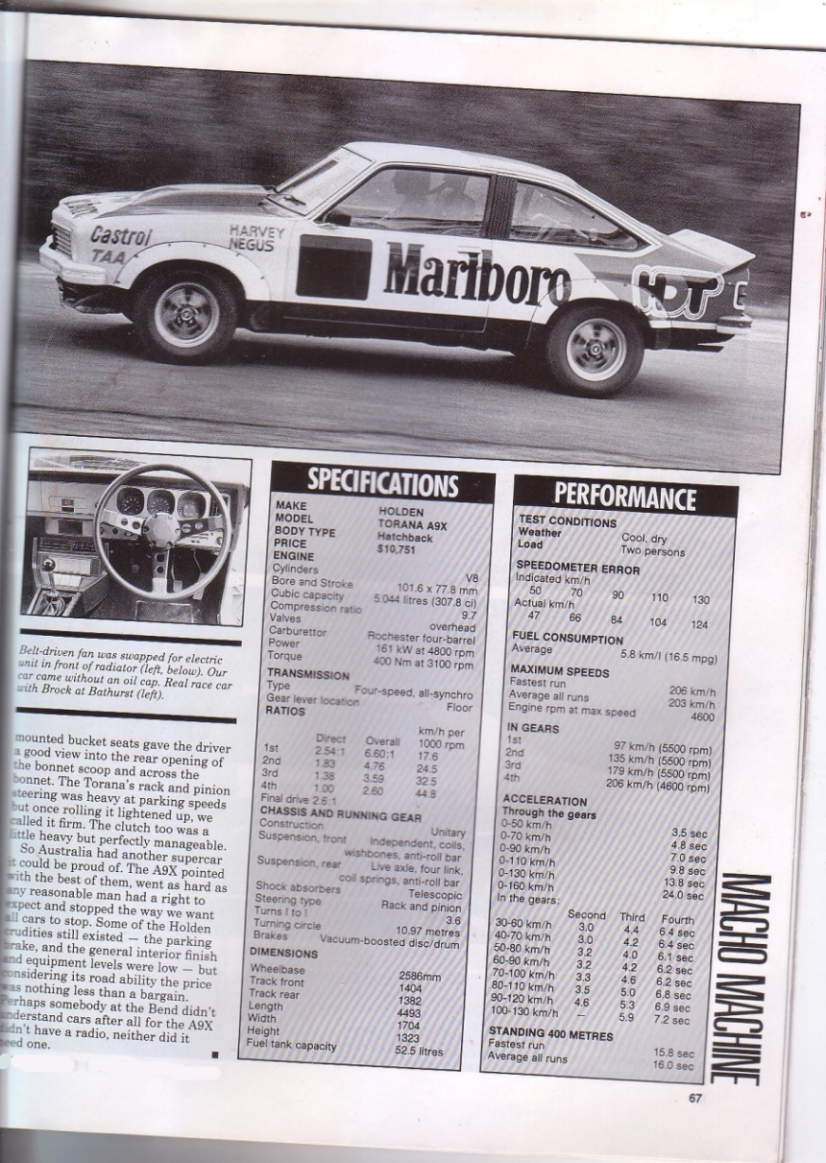 Castrol
TAA
HARVEY
NEGUS
Marlboro
HDT
Belt-driven fan was swapped for electric
unit in front of radiator (left, below). Our
car came without an oil cap. Real race car
with Brock at Bathurst (left).
mounted bucket seats gave the driver
a good view into the rear opening of
the bonnet scoop and across the
bonnet. The Torana's rack and pinion
steering was heavy at parking speeds
but once rolling it lightened up, we
called it firm. The clutch too was a
little heavy but perfectly manageable.
So Australia had another supercar
it could be proud of. The A9X pointed
with the best of them, went as hard as
any reasonable man had a right to
expect and stopped the way we want
all cars to stop. Some of the Holden
crudities still existed — the parking
brake, and the general interior finish
and equipment levels were low — but
considering its road ability the price
was nothing less than a bargain.
Perhaps somebody at the Bend didn't
understand cars after all for the A9X
didn't have a radio, neither did it
need one.
SPECIFICATIONS
MAKE HOLDEN
MODEL TORANA A9X
BODY TYPE Hatchback
PRICE $10,751
ENGINE
Cylinders V8
Bore and Stroke 101.6 x 77.8 mm
Cubic capacity 5.044 litres (307.8 ci)
Compression ratio 9.7
Valves overhead
Carburettor Rochester four-barrel
Power 161 kW at 4800 rpm
Torque 400 Nm at 3100 rpm
TRANSMISSION
Type Four-speed, all-synchro
Gear lever location Floor
RATIOS
km/h per
Direct Overall 1000 rpm
1st 2.54:1 6.60:1 17.6
2nd 1.83 4.76 24.5
3rd 1.38 3.59 32.5
4th 1.00 2.60 44.8
Final drive 2.6:1
CHASSIS AND RUNNING GEAR
Construction Unitary
Suspension, front Independent, coils,
wishbones, anti-roll bar
Suspension, rear Live axle, four link,
coil springs, anti-roll bar
Shock absorbers Telescopic
Steering type Rack and pinion
Turns l to l 3.6
Turning circle 10.97 metres
Brakes Vacuum-boosted disc/drum
DIMENSIONS
Wheelbase 2586mm
Track front 1404
Track rear 1382
Length 4493
Width 1704
Height 1323
Fuel tank capacity 52.5 litres
PERFORMANCE
TEST CONDITIONS
Weather Cool, dry
Load Two persons
SPEEDOMETER ERROR
Indicated km/h
50 70 90 110 130
Actual km/h
47 66 84 104 124
FUEL CONSUMPTION
Average 5.8 km/l (16.5 mpg)
MAXIMUM SPEEDS
Fastest run 206 km/h
Average all runs 203 km/h
Engine rpm at max speed 4600
IN GEARS
1st 97 km/h (5500 rpm)
2nd 135 km/h (5500 rpm)
3rd 179 km/h (5500 rpm)
4th 206 km/h (4600 rpm)
ACCELERATION
Through the gears
0-50 km/h 3.5 sec
0-70 km/h 4.8 sec
0-90 km/h 7.0 sec
0-110 km/h 9.8 sec
0-130 km/h 13.8 sec
0-160 km/h 24.0 sec
In the gears:
Second Third Fourth
30-60 km/h 3.0 4.4 6.4 sec
40-70 km/h 3.0 4.2 6.4 sec
50-80 km/h 3.2 4.0 6.1 sec
60-90 km/h 3.2 4.2 6.2 sec
70-100 km/h 3.3 4.6 6.2 sec
80-110 km/h 3.5 5.0 6.8 sec
90-120 km/h 4.6 5.3 6.9 sec
100-130 km/h — 5.9 7.2 sec
STANDING 400 METRES
Fastest run 15.8 sec
Average all runs 16.0 sec
MACHO MACHINE
67